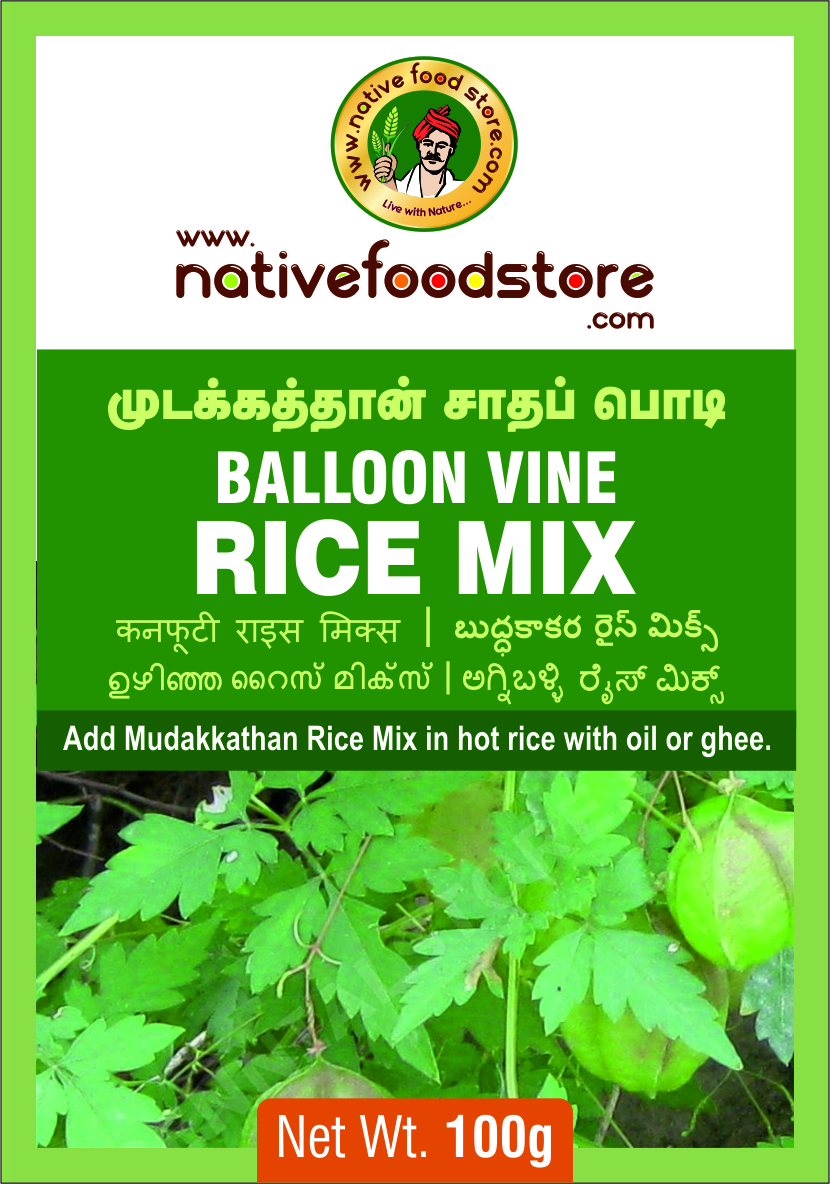 www.native food store.com
Live with Nature...
www.
nativefoodstore
.com
முடக்கத்தான் சாதப் பொடி
BALLOON VINE
RICE MIX
कनफूटी राइस मिक्स | బుద్ధకాకర రైస్ మిక్స్
ഉഴിഞ്ഞ റൈസ് മിക്സ് | ಅಗ್ನಿಬಳ್ಳಿ ರೈಸ್ ಮಿಕ್ಸ್
Add Mudakkathan Rice Mix in hot rice with oil or ghee.
Net Wt. 100g